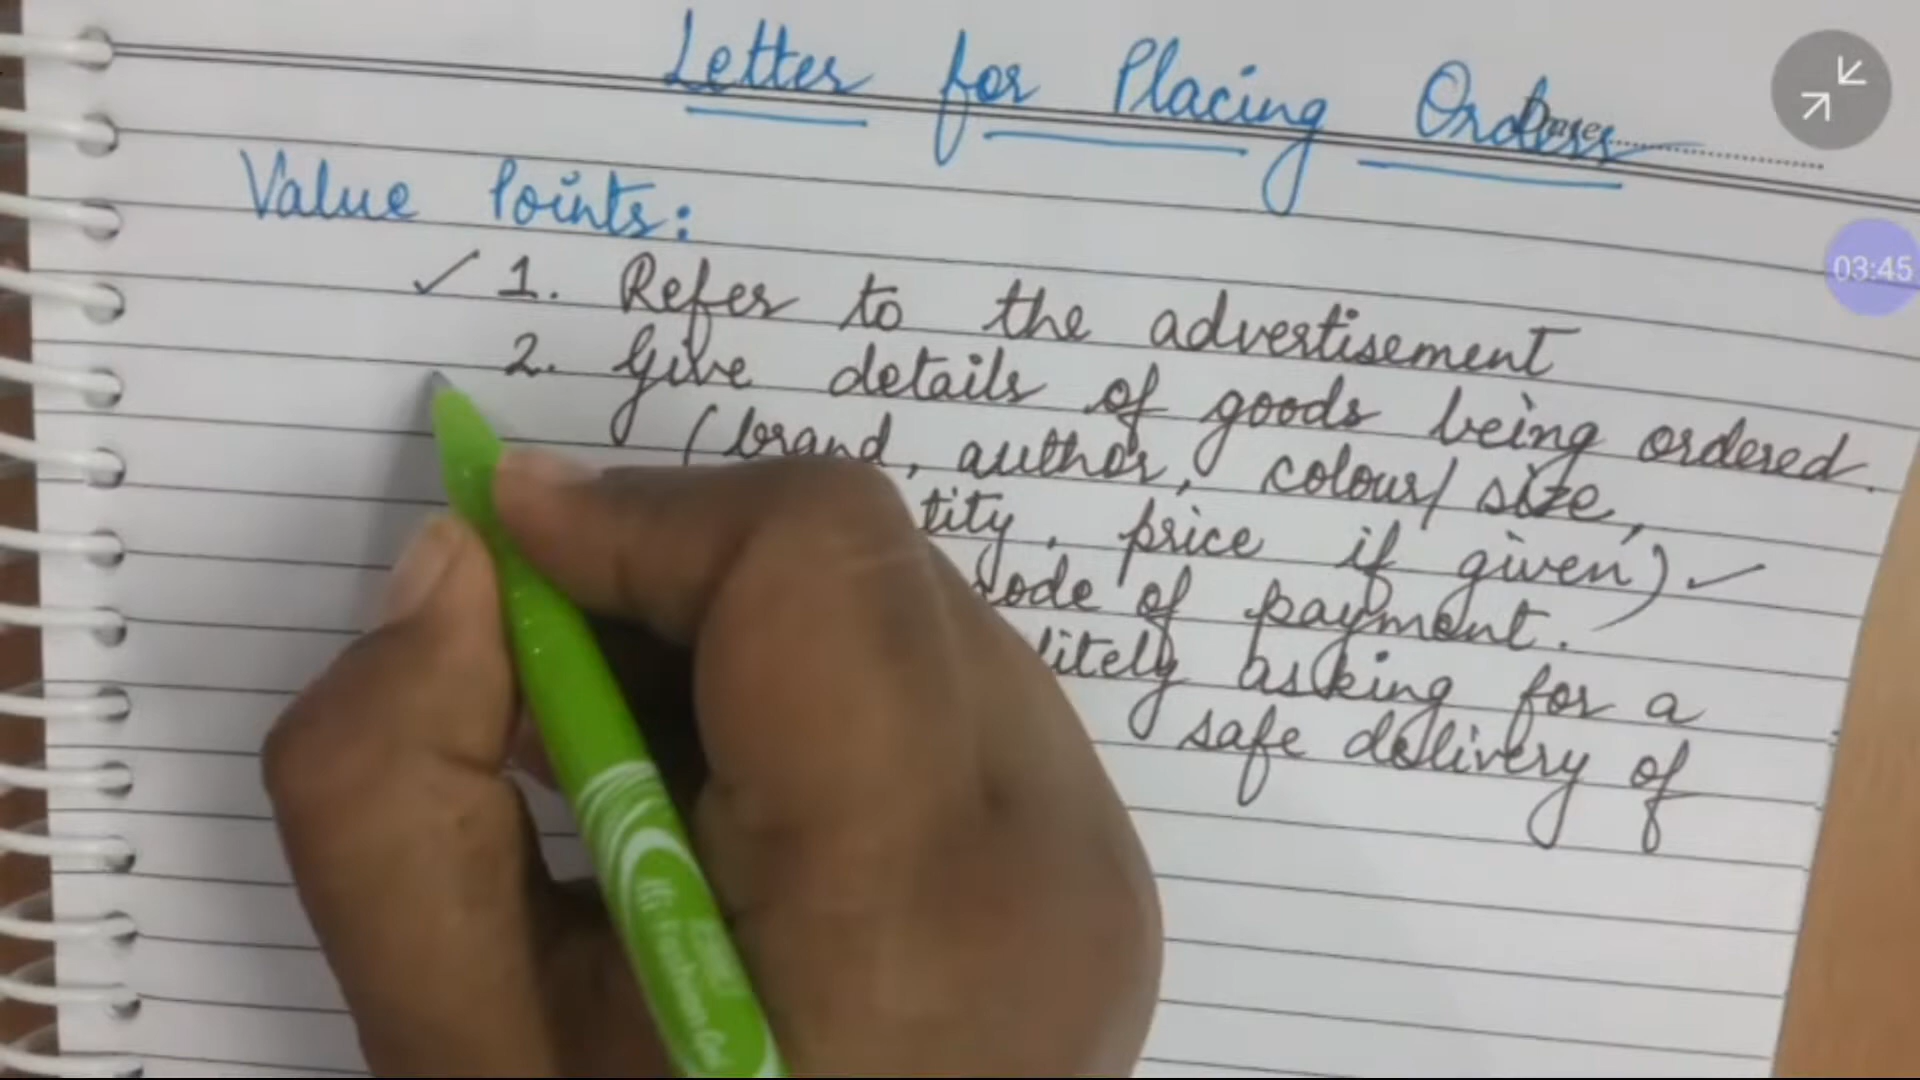 Letter for Placing Orders
Date
03:45
Value Points:
✓ 1. Refer to the advertisement
2. Give details of goods being ordered.
(brand, author, colour/ size,
tity, price if given) ✓
ode of payment.
litely asking for a
safe delivery of